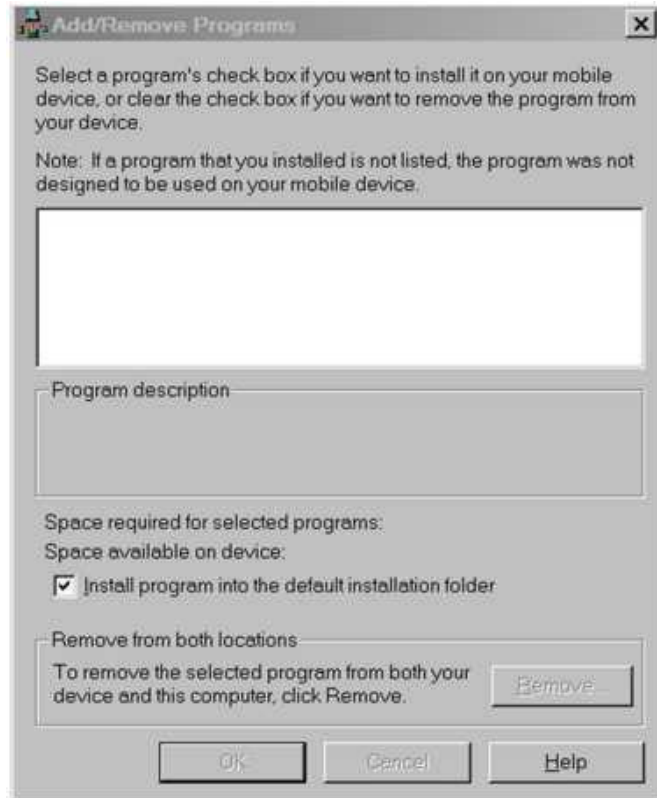 Add/Remove Programs
Select a program's check box if you want to install it on your mobile
device, or clear the check box if you want to remove the program from
your device.
Note: If a program that you installed is not listed, the program was not
designed to be used on your mobile device.
Program description
Space required for selected programs:
Space available on device:
Install program into the default installation folder
Remove from both locations
To remove the selected program from both your
device and this computer, click Remove.
Remove...
OK
Cancel
Help